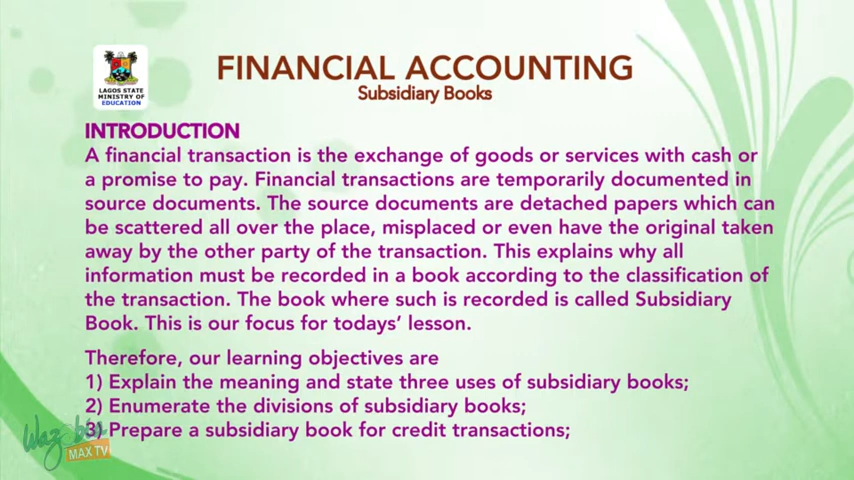 FINANCIAL ACCOUNTING
Subsidiary Books
LAGOS STATE
MINISTRY OF
EDUCATION
INTRODUCTION
A financial transaction is the exchange of goods or services with cash or
a promise to pay. Financial transactions are temporarily documented in
source documents. The source documents are detached papers which can
be scattered all over the place, misplaced or even have the original taken
away by the other party of the transaction. This explains why all
information must be recorded in a book according to the classification of
the transaction. The book where such is recorded is called Subsidiary
Book. This is our focus for todays’ lesson.
Therefore, our learning objectives are
1) Explain the meaning and state three uses of subsidiary books;
2) Enumerate the divisions of subsidiary books;
3) Prepare a subsidiary book for credit transactions;
Wazobia
MAX TV